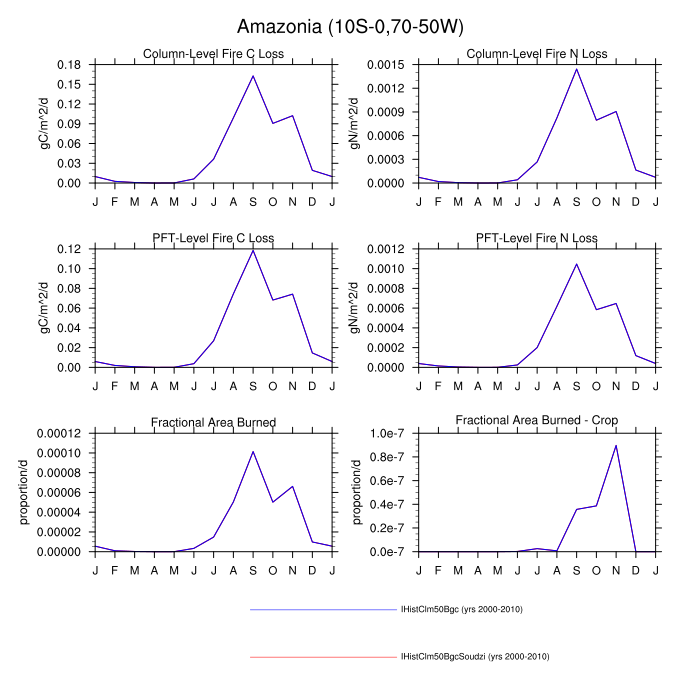 Amazonia (10S-0,70-50W)
Column-Level Fire C Loss
gC/m^2/d
0.18
0.15
0.12
0.09
0.06
0.03
0.00
J F M A M J J A S O N D J
Column-Level Fire N Loss
gN/m^2/d
0.0015
0.0012
0.0009
0.0006
0.0003
0.0000
J F M A M J J A S O N D J
PFT-Level Fire C Loss
gC/m^2/d
0.12
0.10
0.08
0.06
0.04
0.02
0.00
J F M A M J J A S O N D J
PFT-Level Fire N Loss
gN/m^2/d
0.0012
0.0010
0.0008
0.0006
0.0004
0.0002
0.0000
J F M A M J J A S O N D J
Fractional Area Burned
proportion/d
0.00012
0.00010
0.00008
0.00006
0.00004
0.00002
0.00000
J F M A M J J A S O N D J
Fractional Area Burned - Crop
proportion/d
1.0e-7
0.8e-7
0.6e-7
0.4e-7
0.2e-7
0.0e-7
J F M A M J J A S O N D J
IHistClm50Bgc (yrs 2000-2010)
IHistClm50BgcSoudzi (yrs 2000-2010)